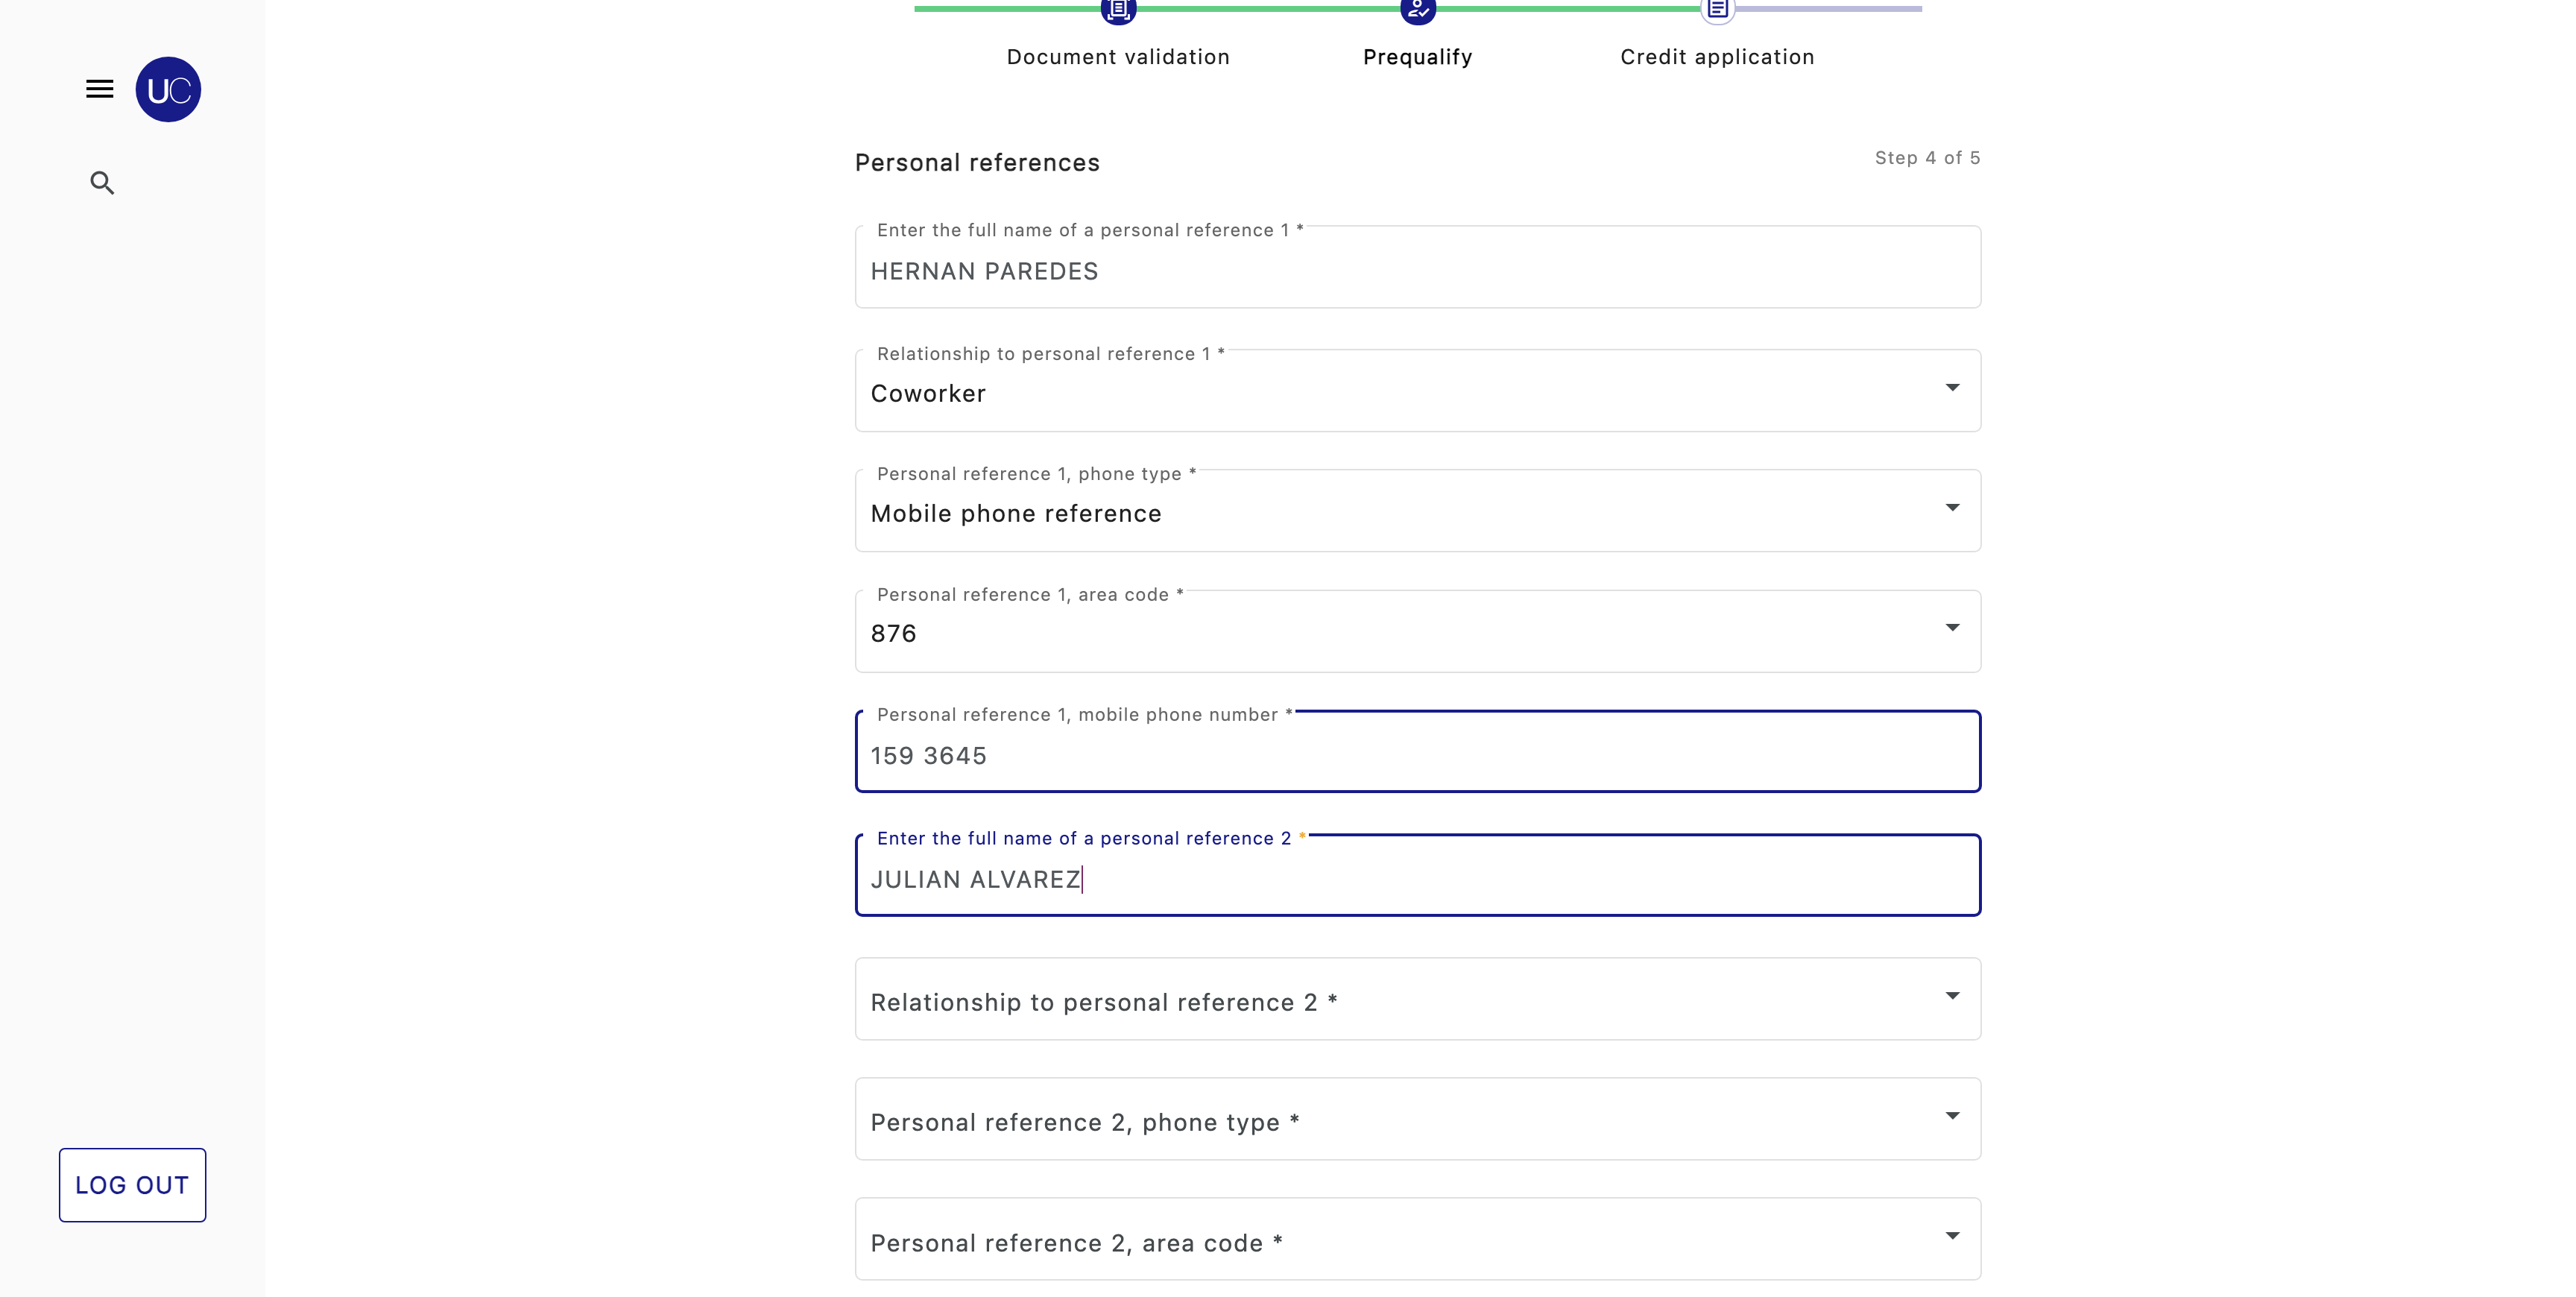 Document validation
Prequalify
Credit application
UC
Personal references
Step 4 of 5
Enter the full name of a personal reference 1 *
HERNAN PAREDES
Relationship to personal reference 1 *
Coworker
Personal reference 1, phone type *
Mobile phone reference
Personal reference 1, area code *
876
Personal reference 1, mobile phone number *
159 3645
Enter the full name of a personal reference 2 *
JULIAN ALVAREZ
Relationship to personal reference 2 *
Personal reference 2, phone type *
LOG OUT
Personal reference 2, area code *